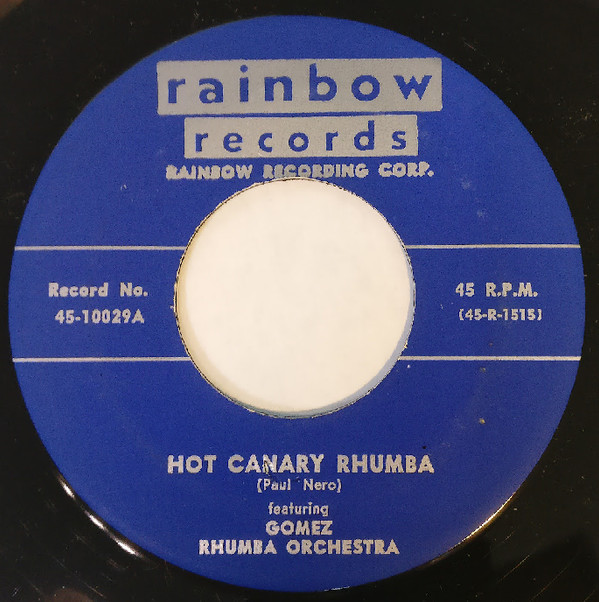 rainbow
records
RAINBOW RECORDING CORP.
Record No.
45-10029A
45 R.P.M.
(45-R-1515)
HOT CANARY RHUMBA
(Paul Nero)
featuring
GOMEZ
RHUMBA ORCHESTRA